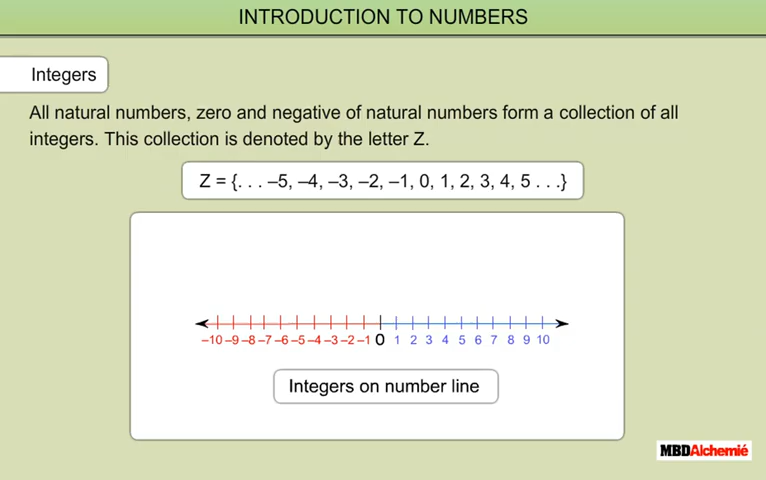 INTRODUCTION TO NUMBERS
Integers
All natural numbers, zero and negative of natural numbers form a collection of all
integers. This collection is denoted by the letter Z.
Z = {. . . –5, –4, –3, –2, –1, 0, 1, 2, 3, 4, 5 . . .}
–10 –9 –8 –7 –6 –5 –4 –3 –2 –1 0 1 2 3 4 5 6 7 8 9 10
Integers on number line
MBDAlchemié